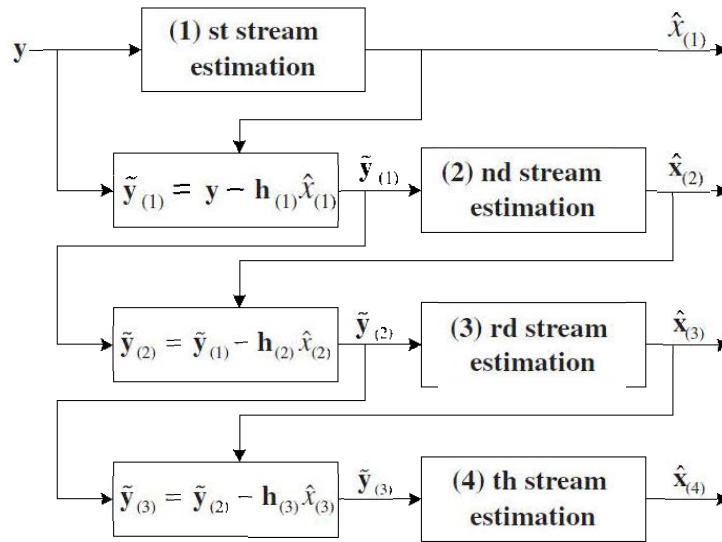 (1) st stream
estimation
y
x̂(1)
ỹ(1) = y − h(1)x̂(1)
ỹ(1)
(2) nd stream
estimation
x̂(2)
ỹ(2) = ỹ(1) − h(2)x̂(2)
ỹ(2)
(3) rd stream
estimation
x̂(3)
ỹ(3) = ỹ(2) − h(3)x̂(3)
ỹ(3)
(4) th stream
estimation
x̂(4)